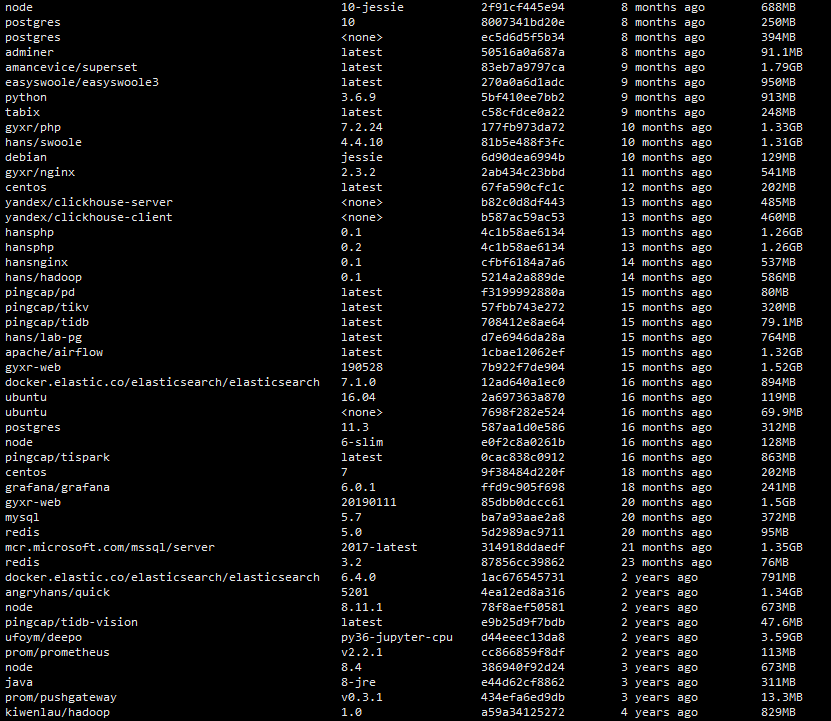 node 10-jessie 2f91cf445e94 8 months ago 688MB
postgres 10 8007341bd20e 8 months ago 250MB
postgres <none> ec5d6d5f5b34 8 months ago 394MB
adminer latest 50516a0a687a 8 months ago 91.1MB
amancevice/superset latest 83eb7a9797ca 9 months ago 1.79GB
easyswoole/easyswoole3 latest 270a0a6d1adc 9 months ago 950MB
python 3.6.9 5bf410ee7bb2 9 months ago 913MB
tabix latest c58cfdce0a22 9 months ago 248MB
gyxr/php 7.2.24 177fb973da72 10 months ago 1.33GB
hans/swoole 4.4.10 81b5e488f3fc 10 months ago 1.31GB
debian jessie 6d90dea6994b 10 months ago 129MB
gyxr/nginx 2.3.2 2ab434c23bbd 11 months ago 541MB
centos latest 67fa590cfc1c 12 months ago 202MB
yandex/clickhouse-server <none> b82c0d8df443 13 months ago 485MB
yandex/clickhouse-client <none> b587ac59ac53 13 months ago 460MB
hansphp 0.1 4c1b58ae6134 13 months ago 1.26GB
hansphp 0.2 4c1b58ae6134 13 months ago 1.26GB
hansnginx 0.1 cfbf6184a7a6 14 months ago 537MB
hans/hadoop 0.1 5214a2a889de 14 months ago 586MB
pingcap/pd latest f3199992880a 15 months ago 80MB
pingcap/tikv latest 57fbb743e272 15 months ago 320MB
pingcap/tidb latest 708412e8ae64 15 months ago 79.1MB
hans/lab-pg latest d7e6946da28a 15 months ago 764MB
apache/airflow latest 1cbae12062ef 15 months ago 1.32GB
gyxr-web 190528 7b922f7de904 15 months ago 1.52GB
docker.elastic.co/elasticsearch/elasticsearch 7.1.0 12ad640a1ec0 16 months ago 894MB
ubuntu 16.04 2a697363a870 16 months ago 119MB
ubuntu <none> 7698f282e524 16 months ago 69.9MB
postgres 11.3 587aa1d0e586 16 months ago 312MB
node 6-slim e0f2c8a0261b 16 months ago 128MB
pingcap/tispark latest 0cac838c0912 16 months ago 863MB
centos 7 9f38484d220f 18 months ago 202MB
grafana/grafana 6.0.1 ffd9c905f698 18 months ago 241MB
gyxr-web 20190111 85dbb0dccc61 20 months ago 1.5GB
mysql 5.7 ba7a93aae2a8 20 months ago 372MB
redis 5.0 5d2989ac9711 20 months ago 95MB
mcr.microsoft.com/mssql/server 2017-latest 314918ddaedf 21 months ago 1.35GB
redis 3.2 87856cc39862 23 months ago 76MB
docker.elastic.co/elasticsearch/elasticsearch 6.4.0 1ac676545731 2 years ago 791MB
angryhans/quick 5201 4ea12ed8a316 2 years ago 1.34GB
node 8.11.1 78f8aef50581 2 years ago 673MB
pingcap/tidb-vision latest e9b25d9f7bdb 2 years ago 47.6MB
ufoym/deepo py36-jupyter-cpu d44eeec13da8 2 years ago 3.59GB
prom/prometheus v2.2.1 cc866859f8df 2 years ago 113MB
node 8.4 386940f92d24 3 years ago 673MB
java 8-jre e44d62cf8862 3 years ago 311MB
prom/pushgateway v0.3.1 434efa6ed9db 3 years ago 13.3MB
kiwenlau/hadoop 1.0 a59a34125272 4 years ago 829MB